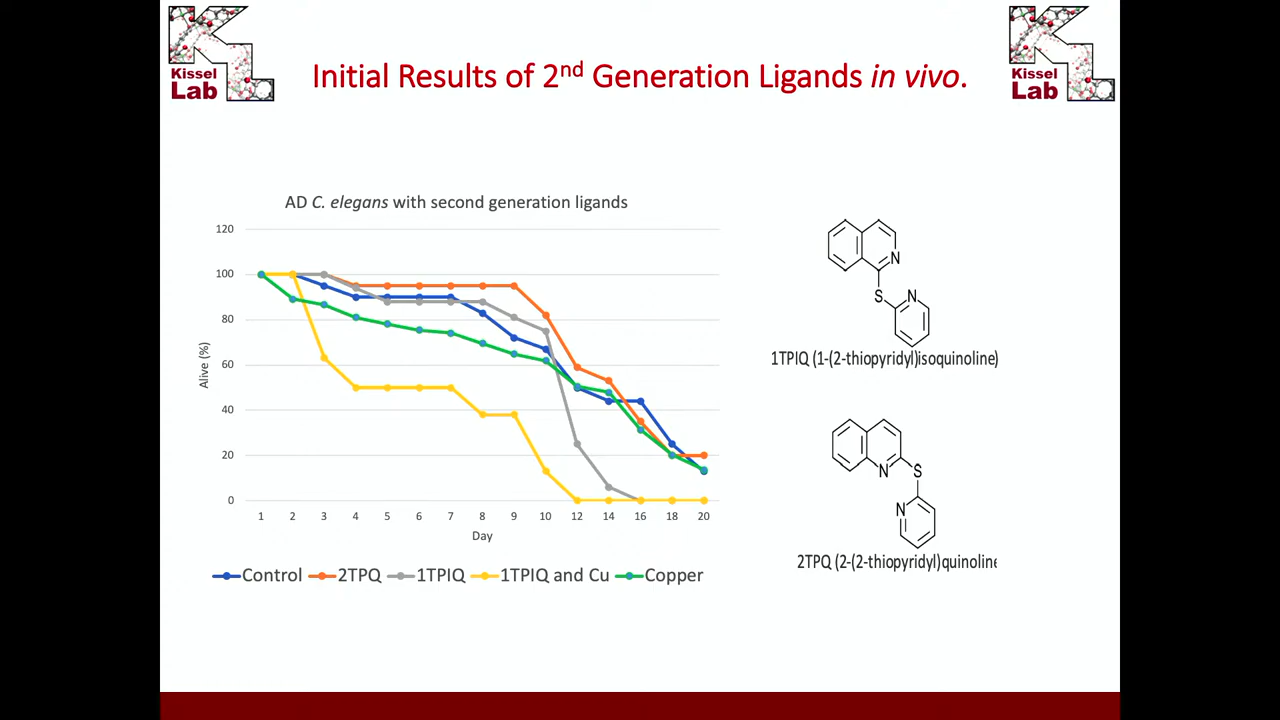 Kissel
Lab
Initial Results of 2nd Generation Ligands in vivo.
Kissel
Lab
AD C. elegans with second generation ligands
120
100
80
60
40
20
0
Alive (%)
1 2 3 4 5 6 7 8 9 10 12 14 16 18 20
Day
Control 2TPQ 1TPIQ 1TPIQ and Cu Copper
N
S
N
1TPIQ (1-(2-thiopyridyl)isoquinoline)
N
S
N
2TPQ (2-(2-thiopyridyl)quinoline